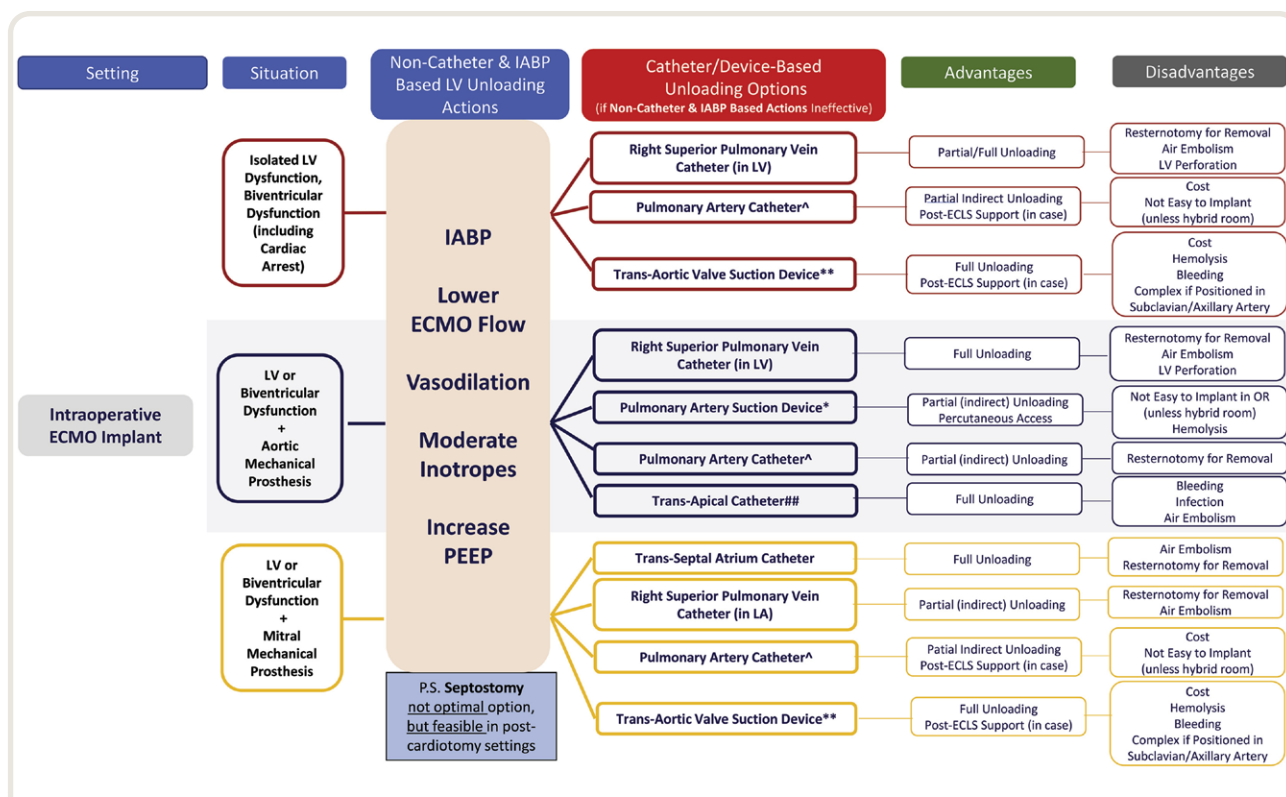 Setting
Situation
Non-Catheter & IABP
Based LV Unloading
Actions
Catheter/Device-Based
Unloading Options
(if Non-Catheter & IABP Based Actions Ineffective)
Advantages
Disadvantages
Intraoperative
ECMO Implant
Isolated LV
Dysfunction,
Biventricular
Dysfunction
(including
Cardiac
Arrest)
LV or
Biventricular
Dysfunction
+
Aortic
Mechanical
Prosthesis
LV or
Biventricular
Dysfunction
+
Mitral
Mechanical
Prosthesis
IABP
Lower
ECMO Flow
Vasodilation
Moderate
Inotropes
Increase
PEEP
P.S. Septostomy
not optimal option,
but feasible in post-
cardiotomy settings
Right Superior Pulmonary Vein
Catheter (in LV)
Partial/Full Unloading
Resternotomy for Removal
Air Embolism
LV Perforation
Pulmonary Artery Catheter^
Partial Indirect Unloading
Post-ECLS Support (in case)
Cost
Not Easy to Implant
(unless hybrid room)
Trans-Aortic Valve Suction Device**
Full Unloading
Post-ECLS Support (in case)
Cost
Hemolysis
Bleeding
Complex if Positioned in
Subclavian/Axillary Artery
Right Superior Pulmonary Vein
Catheter (in LV)
Full Unloading
Resternotomy for Removal
Air Embolism
LV Perforation
Pulmonary Artery Suction Device*
Partial (indirect) Unloading
Percutaneous Access
Not Easy to Implant in OR
(unless hybrid room)
Hemolysis
Pulmonary Artery Catheter^
Partial (indirect) Unloading
Resternotomy for Removal
Trans-Apical Catheter##
Full Unloading
Bleeding
Infection
Air Embolism
Trans-Septal Atrium Catheter
Full Unloading
Air Embolism
Resternotomy for Removal
Right Superior Pulmonary Vein
Catheter (in LA)
Partial (indirect) Unloading
Resternotomy for Removal
Air Embolism
Pulmonary Artery Catheter^
Patial Indirect Unloading
Post-ECLS Support (in case)
Cost
Not Easy to Implant
(unless hybrid room)
Trans-Aortic Valve Suction Device**
Full Unloading
Post-ECLS Support (in case)
Cost
Hemolysis
Bleeding
Complex if Positioned in
Subclavian/Axillary Artery